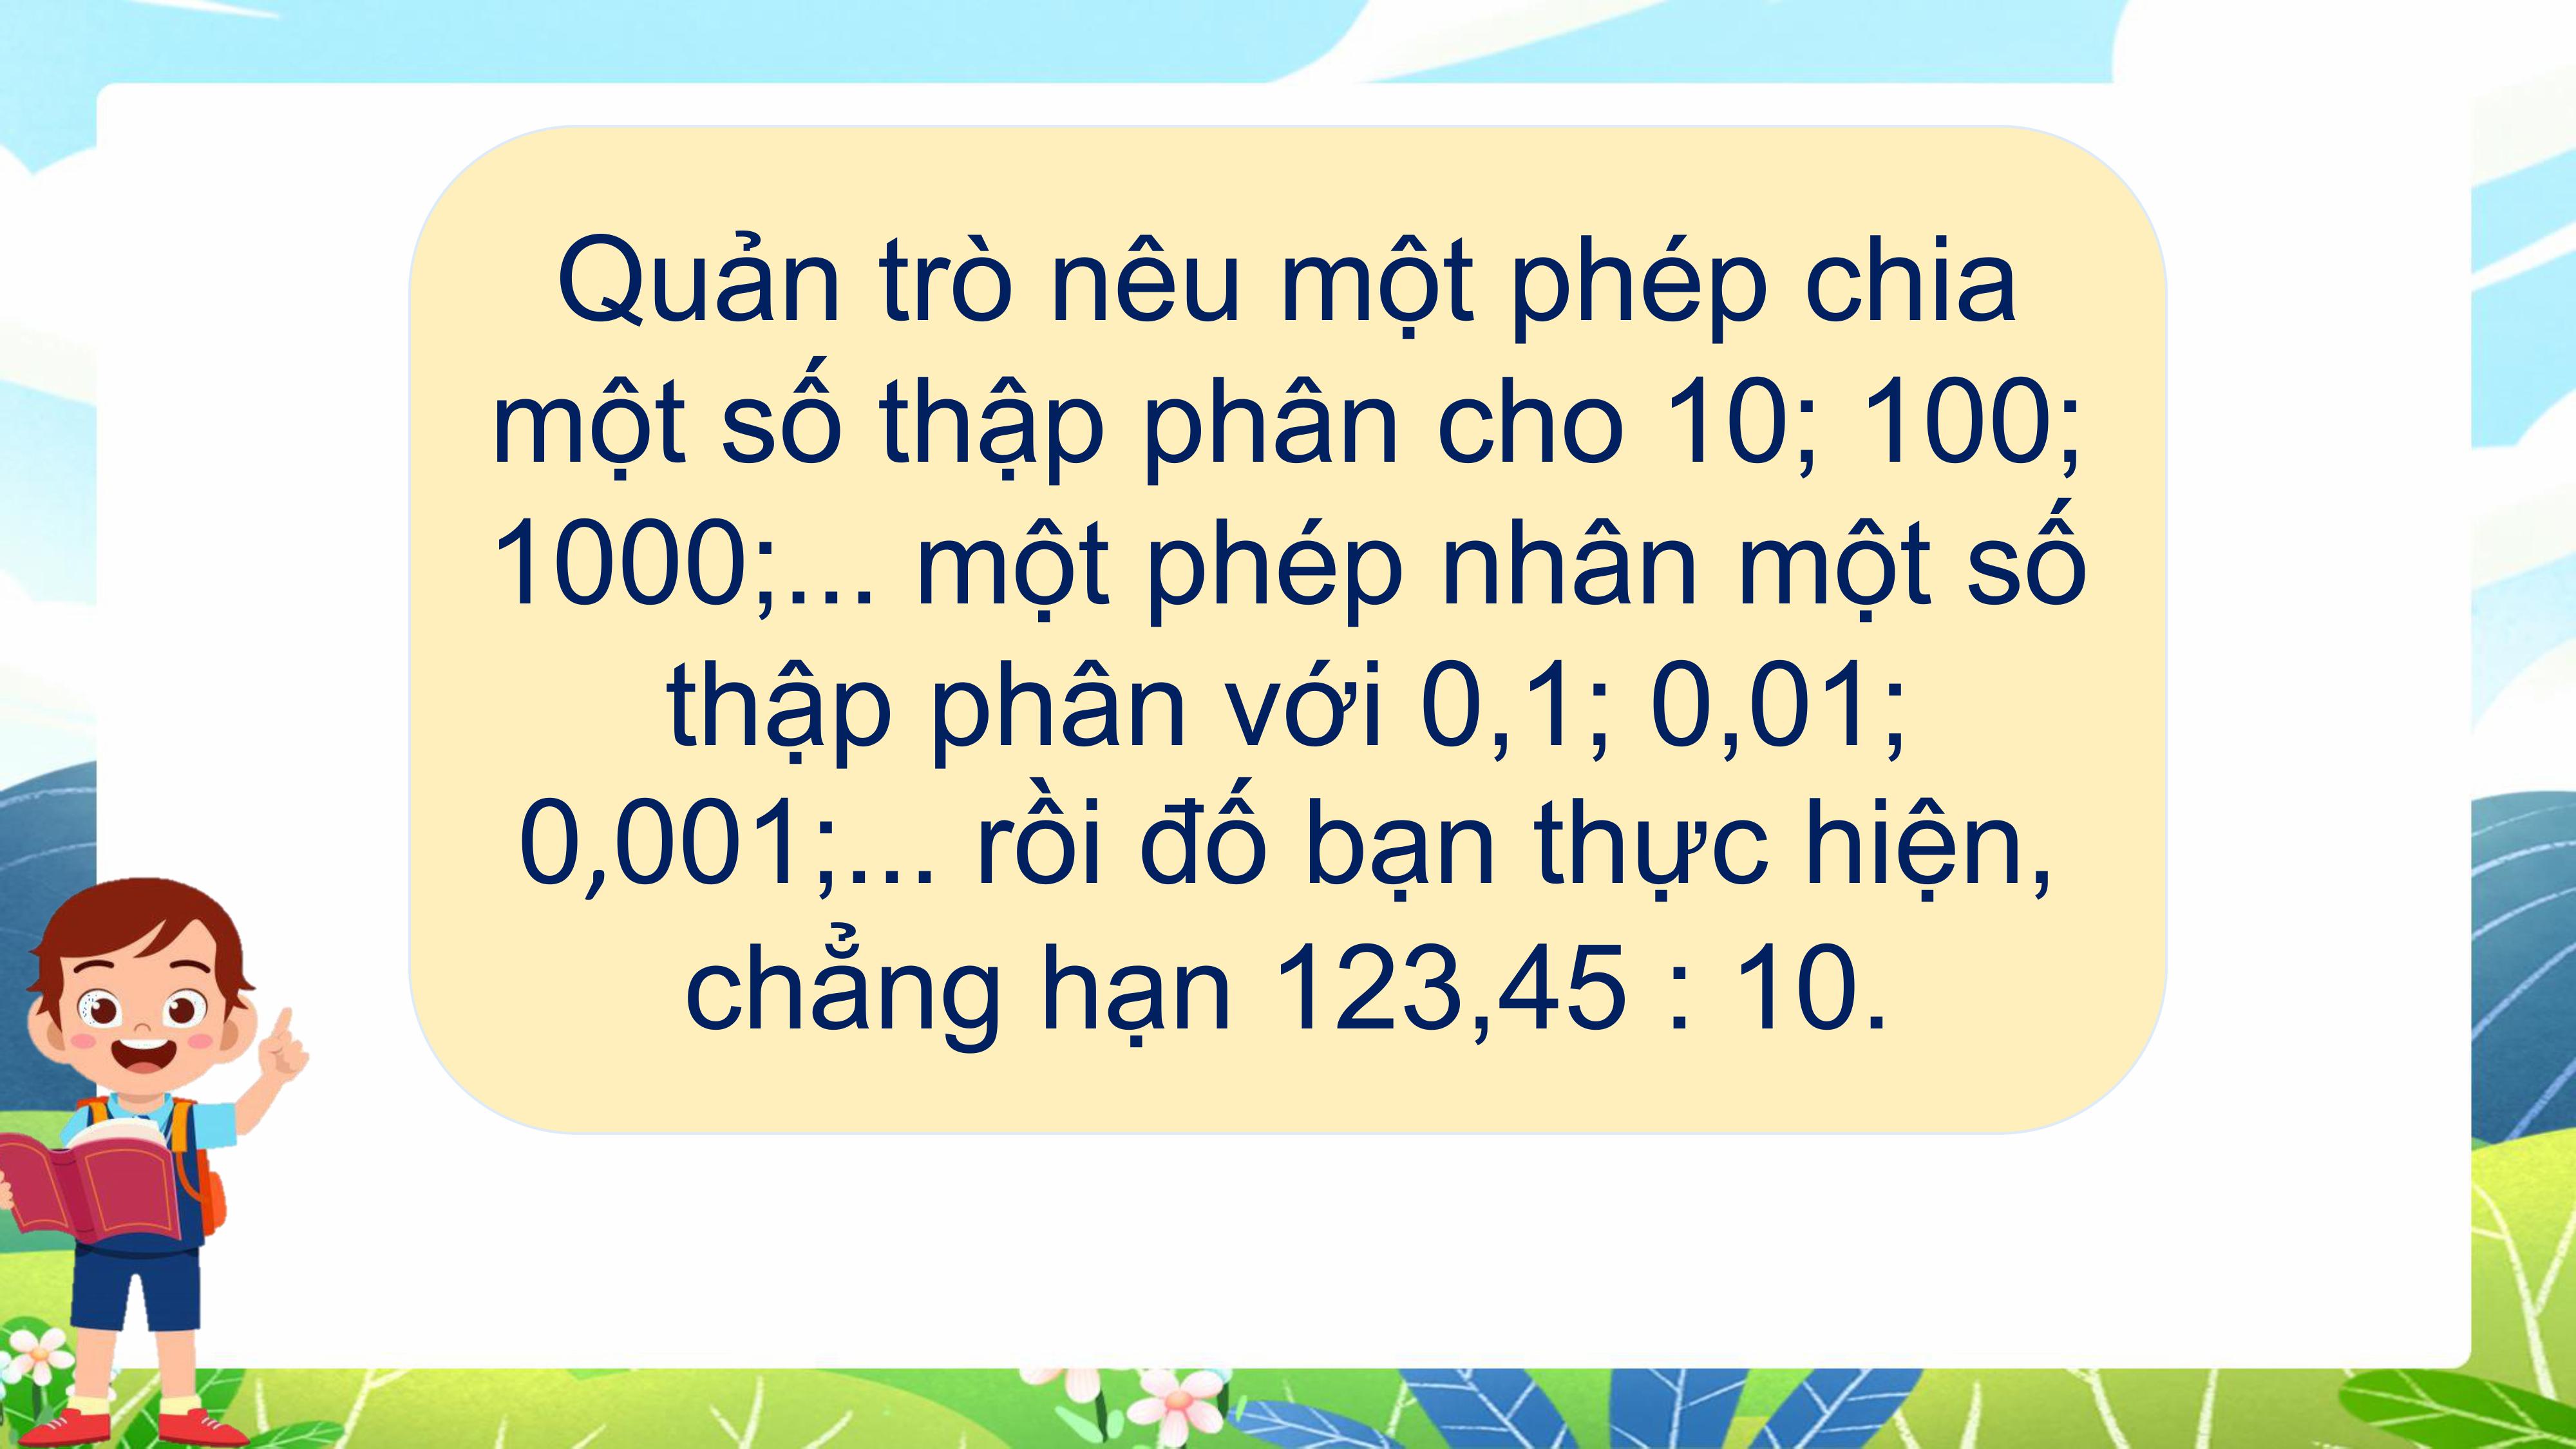 Quản trò nêu một phép chia
một số thập phân cho 10; 100;
1000;... một phép nhân một số
thập phân với 0,1; 0,01;
0,001;... rồi đố bạn thực hiện,
chẳng hạn 123,45 : 10.